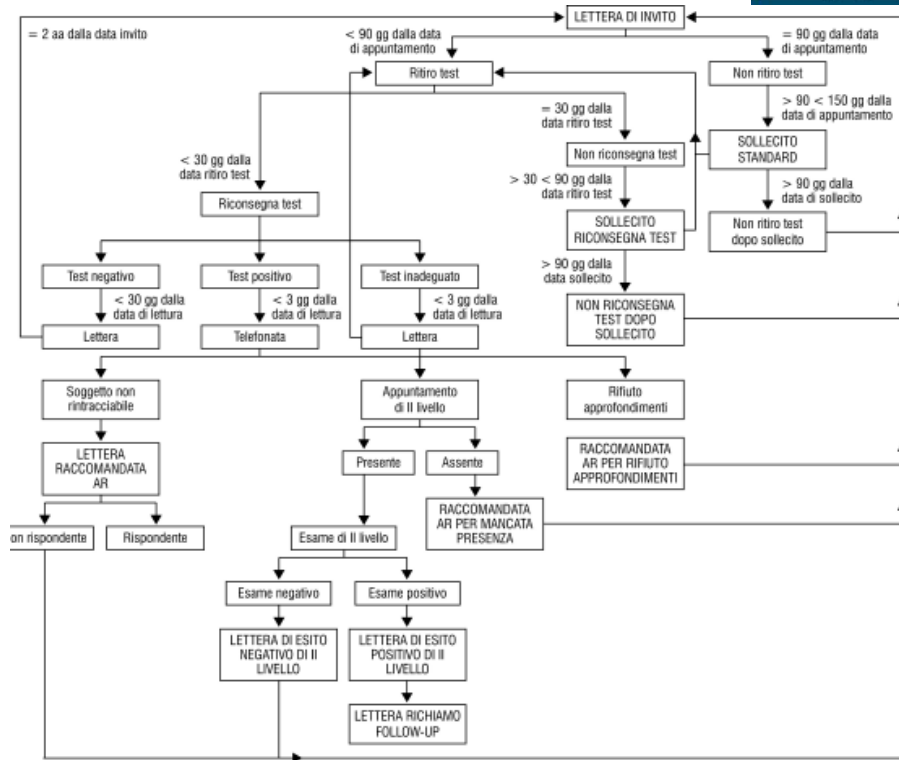 LETTERA DI INVITO
= 2 aa dalla data invito
< 90 gg dalla data
di appuntamento
= 90 gg dalla data
di appuntamento
Ritiro test
Non ritiro test
> 90 < 150 gg dalla
data di appuntamento
= 30 gg dalla
data ritiro test
SOLLECITO
STANDARD
Non riconsegna test
< 30 gg dalla
data ritiro test
> 30 < 90 gg dalla
data ritiro test
> 90 gg dalla
data di sollecito
Riconsegna test
SOLLECITO
RICONSEGNA TEST
Non ritiro test
dopo sollecito
Test negativo
Test positivo
Test inadeguato
> 90 gg dalla
data sollecito
< 30 gg dalla
data di lettura
< 3 gg dalla
data di lettura
< 3 gg dalla
data di lettura
NON RICONSEGNA
TEST DOPO
SOLLECITO
Lettera
Telefonata
Lettera
Soggetto non
rintracciabile
Appuntamento
di II livello
Rifiuto
approfondimenti
LETTERA
RACCOMANDATA
AR
Presente
Assente
RACCOMANDATA
AR PER RIFIUTO
APPROFONDIMENTI
RACCOMANDATA
AR PER MANCATA
PRESENZA
on rispondente
Rispondente
Esame di II livello
Esame negativo
Esame positivo
LETTERA DI ESITO
NEGATIVO DI II
LIVELLO
LETTERA DI ESITO
POSITIVO DI II
LIVELLO
LETTERA RICHIAMO
FOLLOW-UP